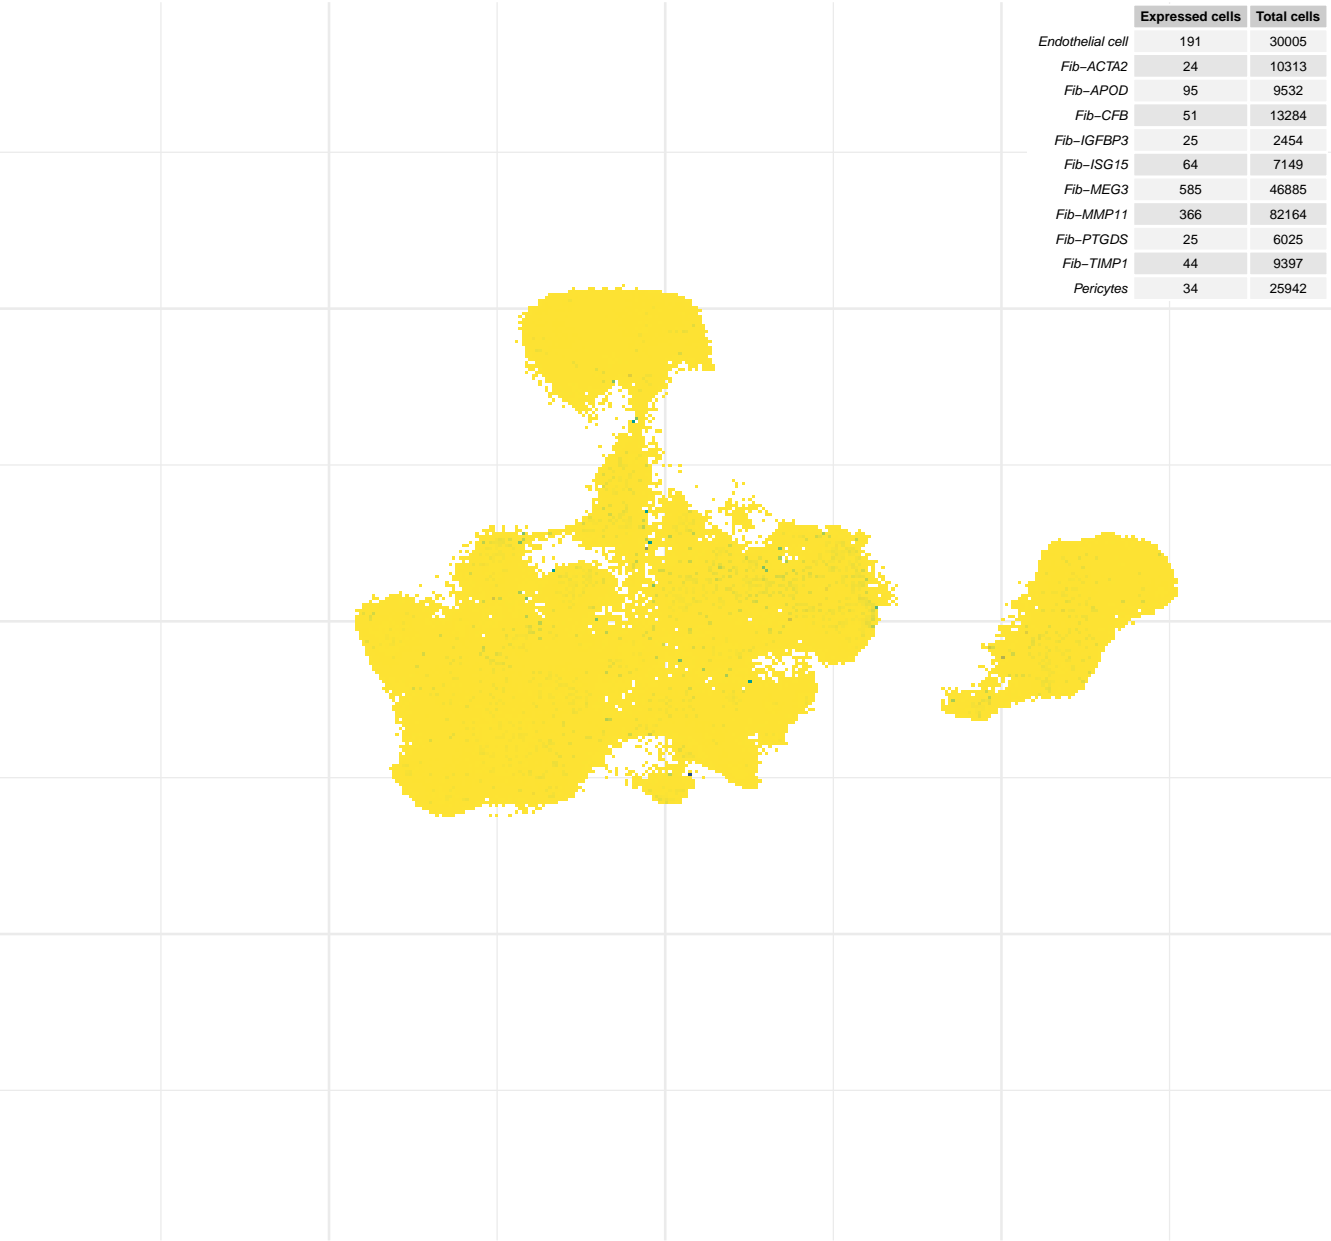 Expressed cells Total cells
Endothelial cell 191 30005
Fib−ACTA2 24 10313
Fib−APOD 95 9532
Fib−CFB 51 13284
Fib−IGFBP3 25 2454
Fib−ISG15 64 7149
Fib−MEG3 585 46885
Fib−MMP11 366 82164
Fib−PTGDS 25 6025
Fib−TIMP1 44 9397
Pericytes 34 25942